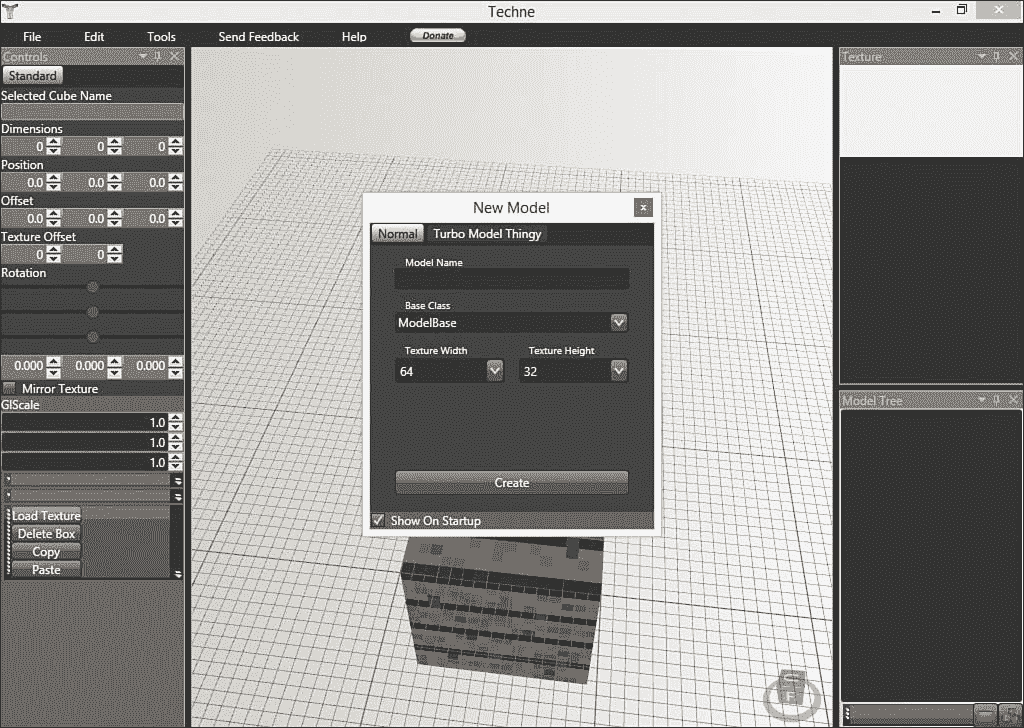 Techne
File Edit Tools Send Feedback Help Donate
Controls
Standard
Selected Cube Name
Dimensions
0 0 0
Position
0.0 0.0 0.0
Offset
0.0 0.0 0.0
Texture Offset
0 0
Rotation
0.000 0.000 0.000
Mirror Texture
GlScale
1.0
1.0
1.0
Load Texture
Delete Box
Copy
Paste
New Model
Normal Turbo Model Thingy
Model Name
Base Class
ModelBase
Texture Width Texture Height
64 32
Create
Show On Startup
Texture
Model Tree
F